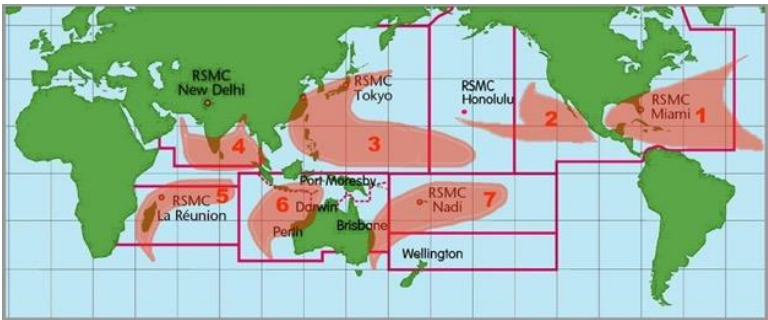 RSMC
New Delhi
RSMC
Tokyo
RSMC
Honolulu
RSMC
Miami
1
2
3
4
Port Moresby
5
RSMC
La Réunion
6
Darwin
Perth
Brisbane
RSMC
Nadi
7
Wellington